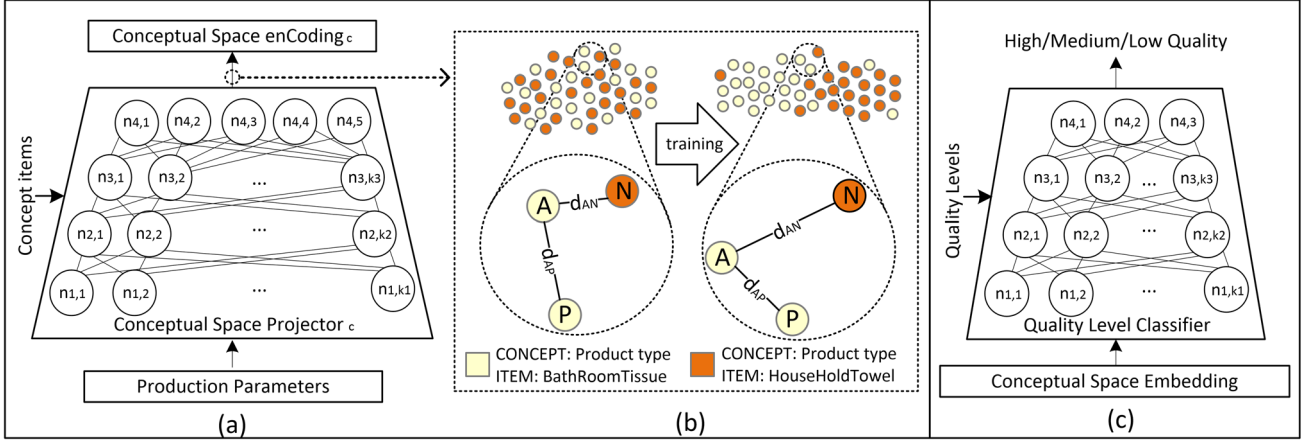 Conceptual Space enCoding c
n4,1 n4,2 n4,3 n4,4 n4,5
n3,1 n3,2 ... n3,k3
n2,1 n2,2 ... n2,k2
n1,1 n1,2 ... n1,k1
Conceptual Space Projector c
Concept items
Production Parameters
(a)
training
A dAN N
dAP
P
N
dAN
A
dAP
P
CONCEPT: Product type
ITEM: BathRoomTissue
CONCEPT: Product type
ITEM: HouseHoldTowel
(b)
High/Medium/Low Quality
n4,1 n4,2 n4,3
n3,1 n3,2 ... n3,k3
n2,1 n2,2 ... n2,k2
n1,1 n1,2 ... n1,k1
Quality Level Classifier
Quality Levels
Conceptual Space Embedding
(c)